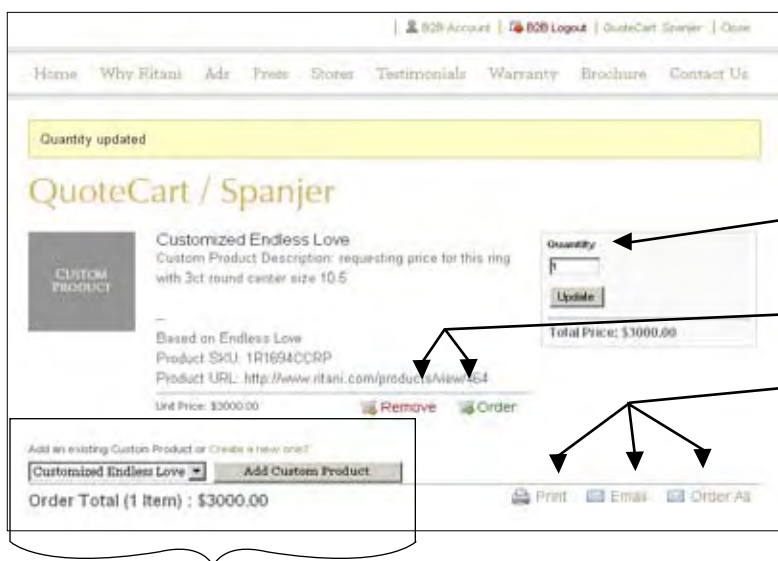 B2B Account | B2B Logout | QuoteCart Spanjer | Close
Home Why Ritani Ads Press Stores Testimonials Warranty Brochure Contact Us
Quantity updated
QuoteCart / Spanjer
CUSTOM
PRODUCT
Customized Endless Love
Custom Product Description: requesting price for this ring
with 3ct round center size 10.5
--
Based on Endless Love
Product SKU: 1R1694CCRP
Product URL: http://www.ritani.com/products/view/464
Unit Price: $3000.00 Remove Order
Quantity
1
Update
Total Price: $3000.00
Add an existing Custom Product or Create a new one?
Customized Endless Love Add Custom Product
Order Total (1 Item) : $3000.00
Print Email Order All